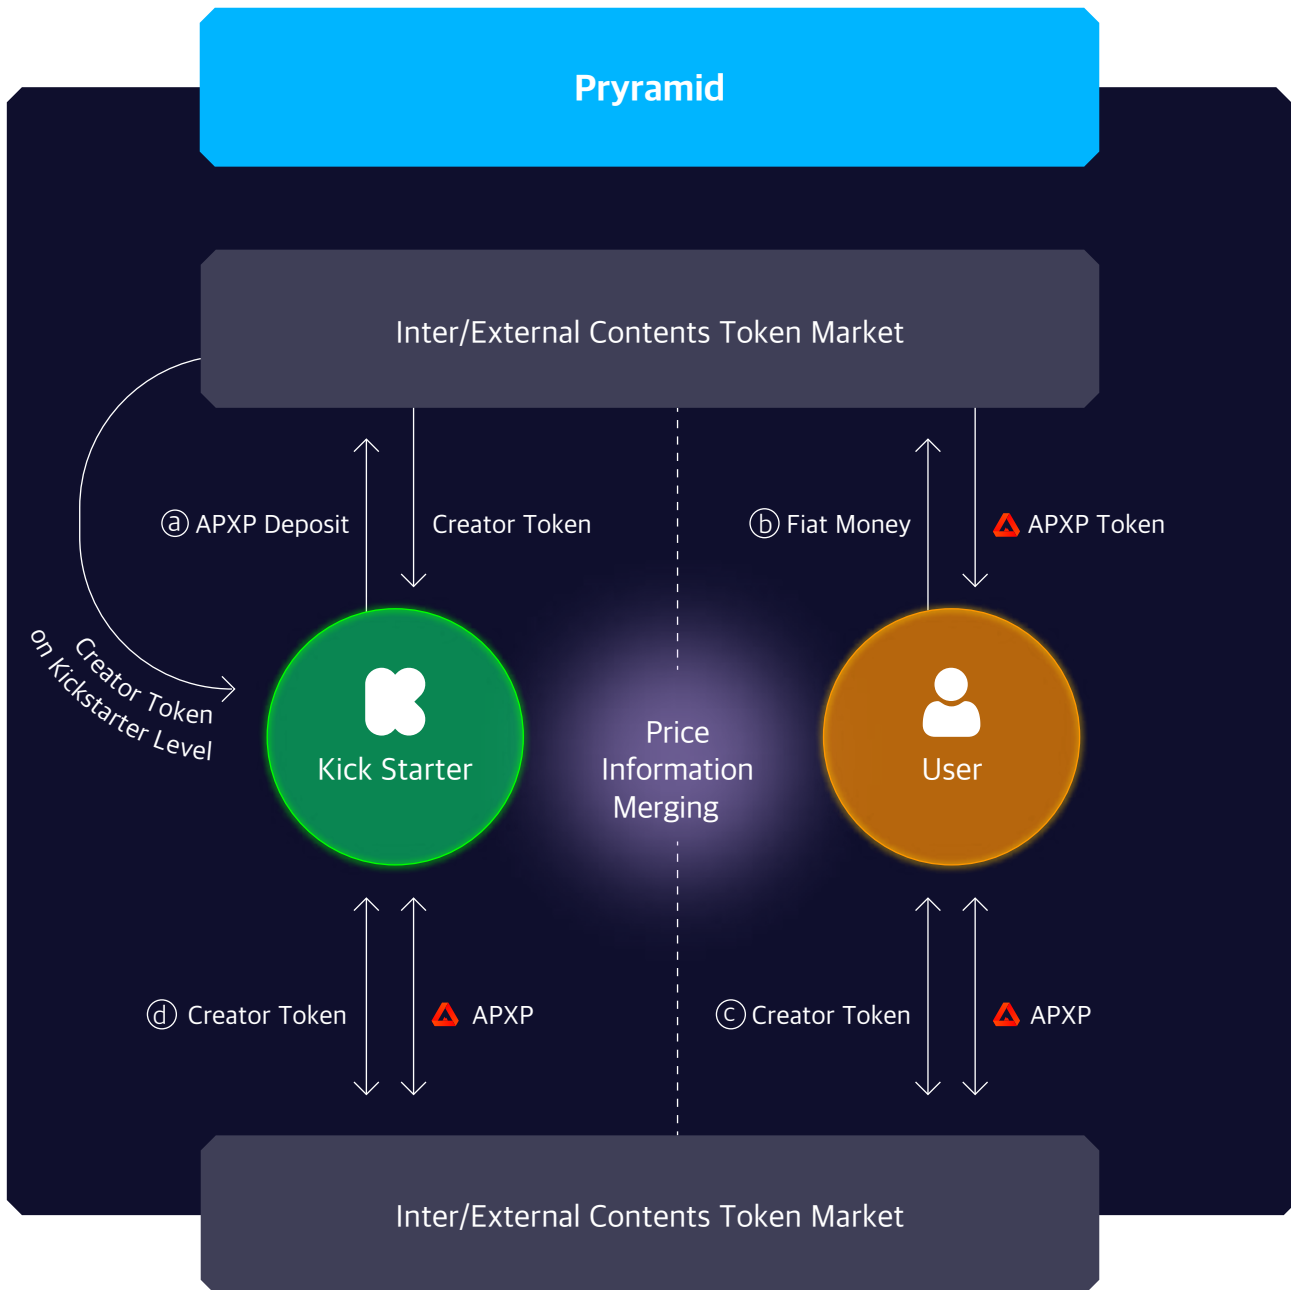 Pryramid
Inter/External Contents Token Market
ⓐ APXP Deposit
Creator Token
ⓑ Fiat Money
APXP Token
Creator Token
on Kickstarter Level
Kick Starter
Price
Information
Merging
User
ⓓ Creator Token
APXP
ⓒ Creator Token
APXP
Inter/External Contents Token Market